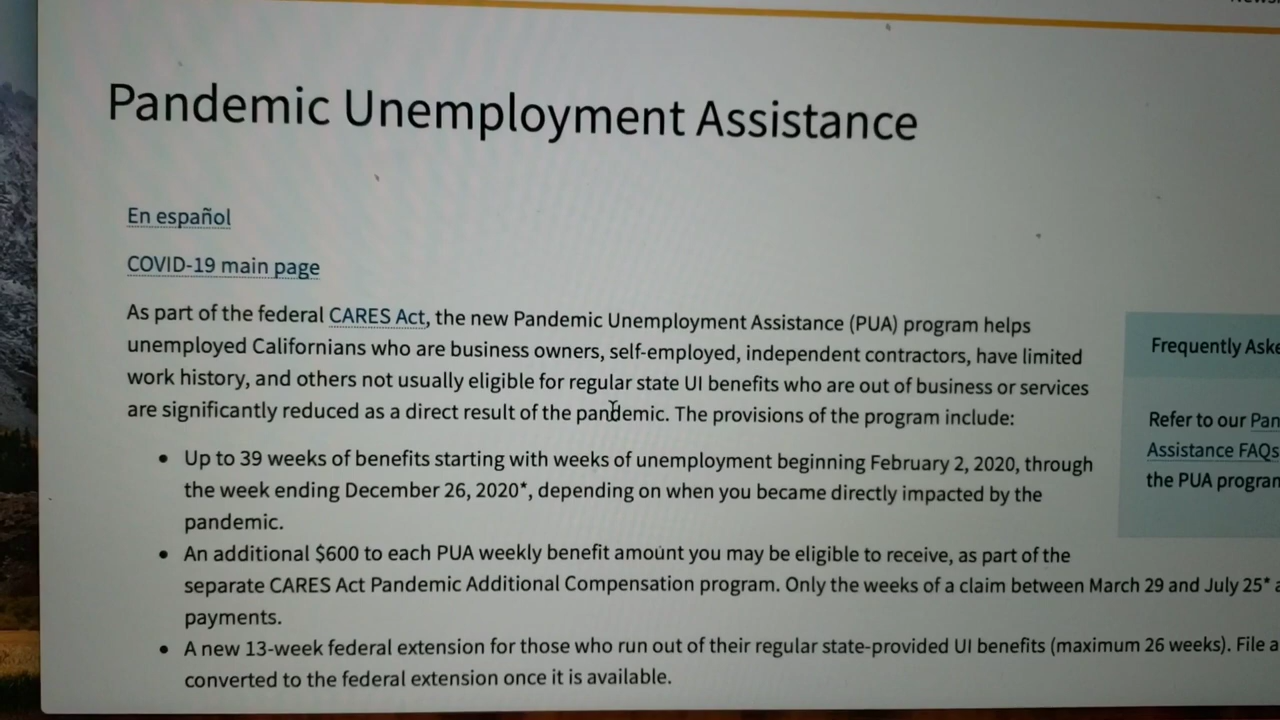 Pandemic Unemployment Assistance
En español
COVID-19 main page
As part of the federal CARES Act, the new Pandemic Unemployment Assistance (PUA) program helps
unemployed Californians who are business owners, self-employed, independent contractors, have limited
work history, and others not usually eligible for regular state UI benefits who are out of business or services
are significantly reduced as a direct result of the pandemic. The provisions of the program include:
• Up to 39 weeks of benefits starting with weeks of unemployment beginning February 2, 2020, through
the week ending December 26, 2020*, depending on when you became directly impacted by the
pandemic.
• An additional $600 to each PUA weekly benefit amount you may be eligible to receive, as part of the
separate CARES Act Pandemic Additional Compensation program. Only the weeks of a claim between March 29 and July 25*
payments.
• A new 13-week federal extension for those who run out of their regular state-provided UI benefits (maximum 26 weeks). File a
converted to the federal extension once it is available.
Frequently Aske
Refer to our Pan
Assistance FAQs
the PUA program